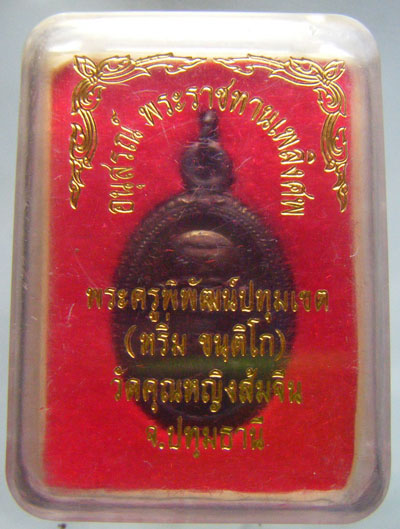 อนุสรณ์ พระราชทานเพลิงศพ
พระครูพิพัฒน์ปทุมเขต
(หริ่ม ขนฺติโก)
วัดคุณหญิงส้มจีน
จ.ปทุมธานี